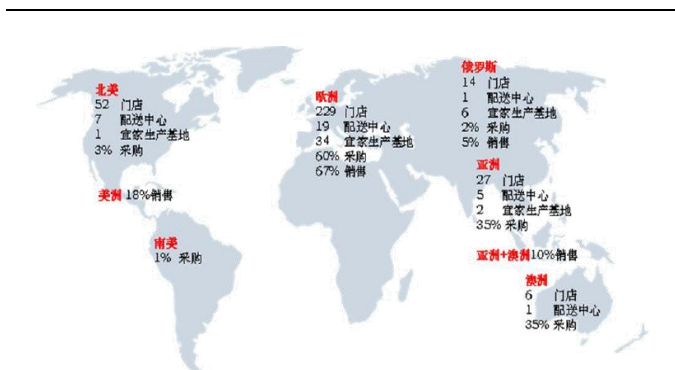 北美
52 门店
7 配送中心
1 宜家生产基地
3% 采购
美洲 18%销售
南美
1% 采购
欧洲
229 门店
19 配送中心
34 宜家生产基地
60% 采购
67% 销售
俄罗斯
14 门店
1 配送中心
6 宜家生产基地
2% 采购
5% 销售
亚洲
27 门店
5 配送中心
2 宜家生产基地
35% 采购
亚洲+澳洲10%销售
澳洲
6 门店
1 配送中心
35% 采购